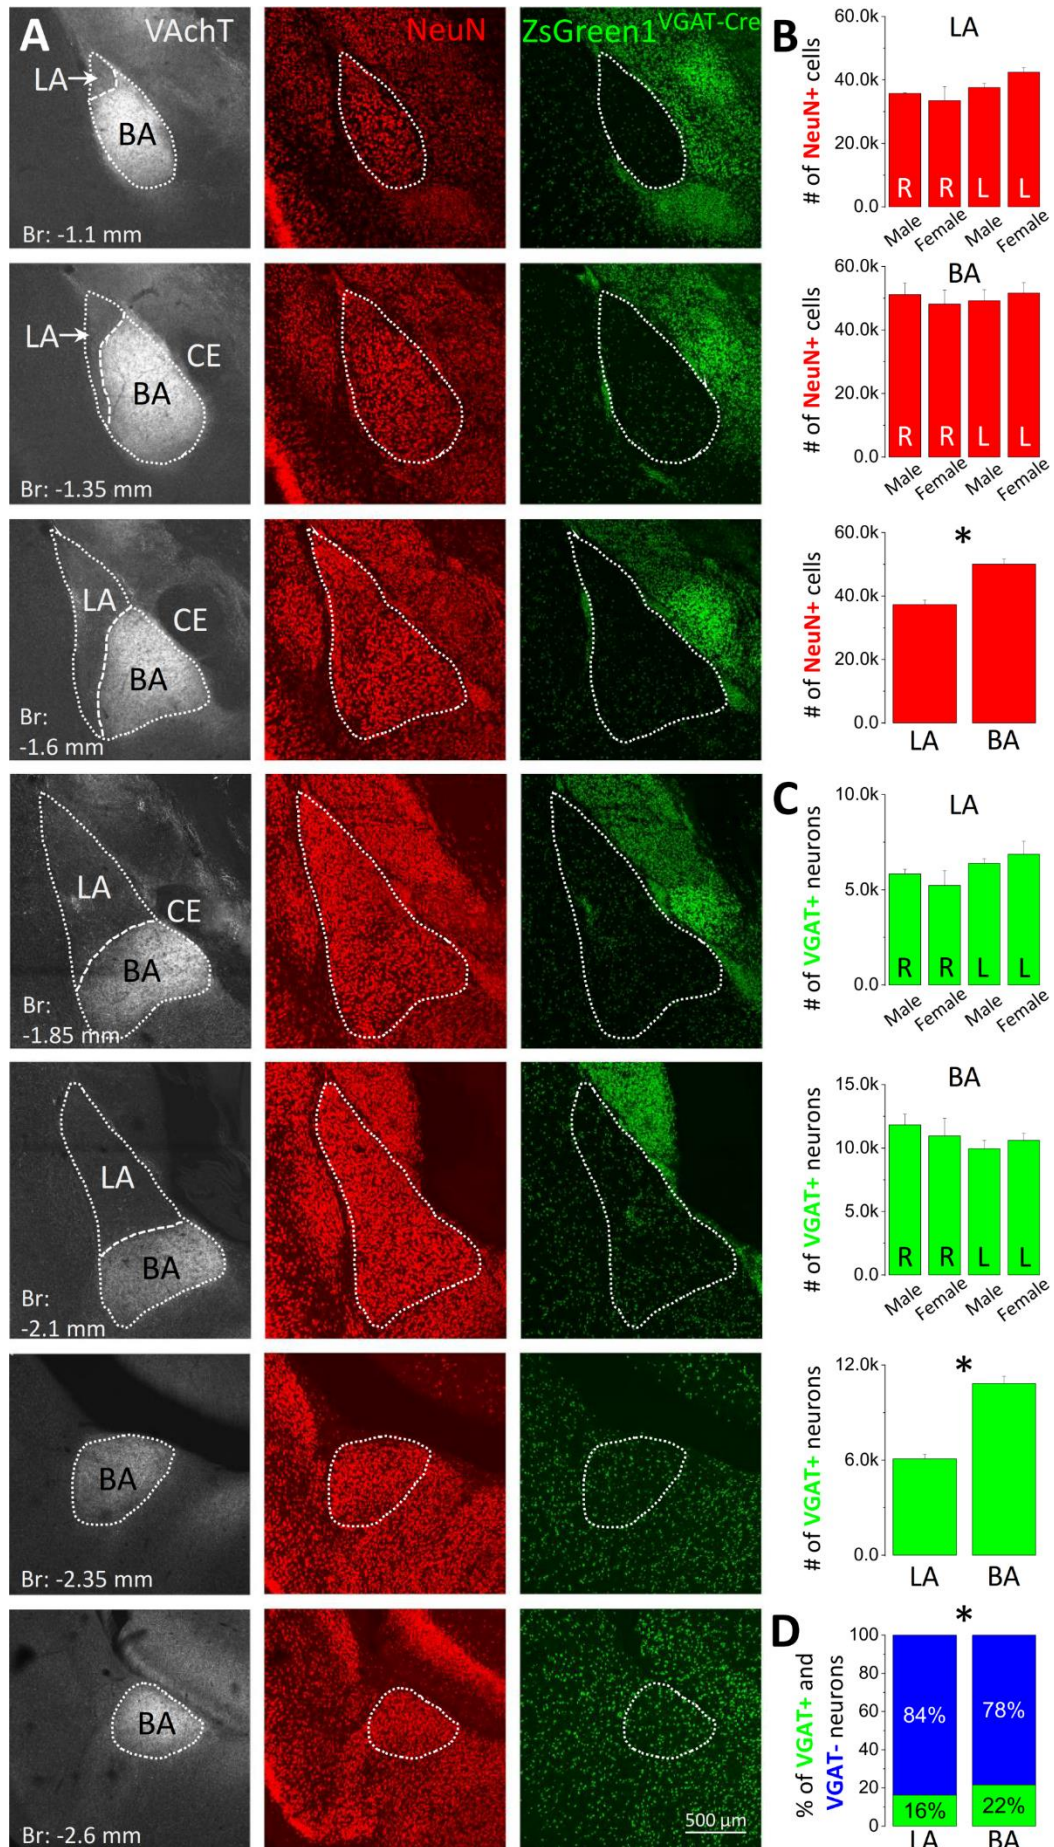 A
VAchT
NeuN
ZsGreen1VGAT-Cre
LA
BA
Br: -1.1 mm
LA
CE
BA
Br: -1.35 mm
LA
CE
BA
Br:
-1.6 mm
LA
CE
BA
Br:
-1.85 mm
LA
BA
Br:
-2.1 mm
BA
Br: -2.35 mm
BA
Br: -2.6 mm
500 µm
B
LA
# of NeuN+ cells
60.0k
40.0k
20.0k
0.0
R R L L
Male Female Male Female
BA
# of NeuN+ cells
60.0k
40.0k
20.0k
0.0
R R L L
Male Female Male Female
*
# of NeuN+ cells
60.0k
40.0k
20.0k
0.0
LA BA
C
LA
# of VGAT+ neurons
10.0k
5.0k
0.0
R R L L
Male Female Male Female
BA
# of VGAT+ neurons
15.0k
10.0k
5.0k
0.0
R R L L
Male Female Male Female
*
# of VGAT+ neurons
12.0k
6.0k
0.0
LA BA
D
*
% of VGAT+ and
VGAT- neurons
100
80
60
40
20
0
84% 78%
16% 22%
LA BA